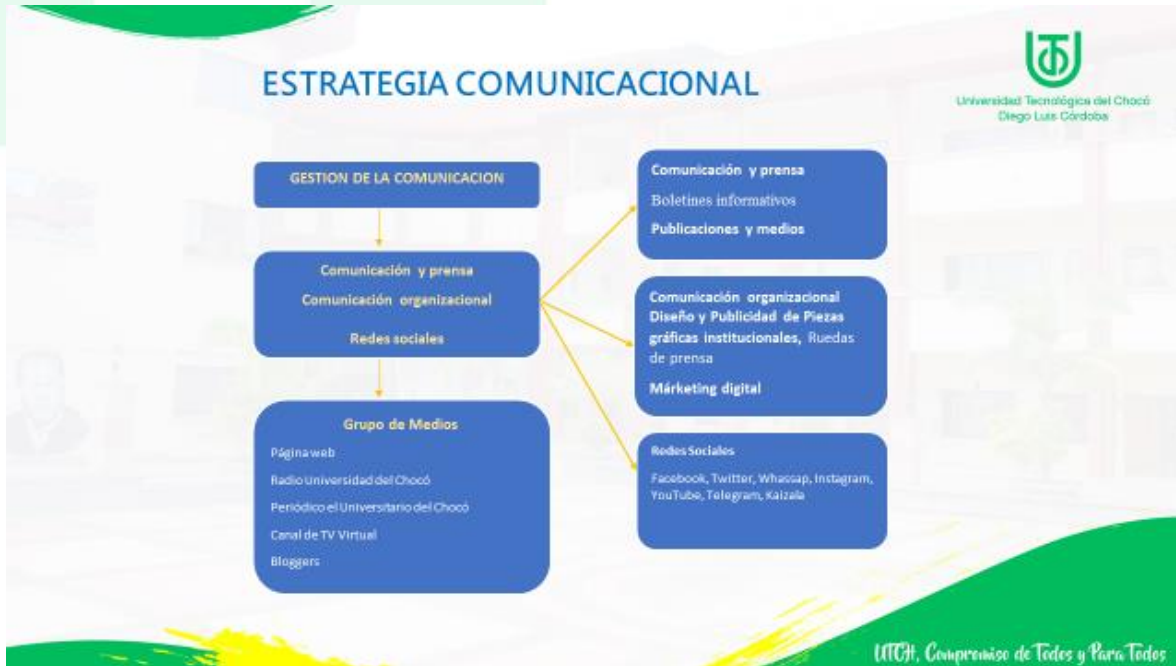 ESTRATEGIA COMUNICACIONAL
Universidad Tecnológica del Chocó
Diego Luis Córdoba
GESTION DE LA COMUNICACION
Comunicación y prensa
Comunicación organizacional
Redes sociales
Grupo de Medios
Página web
Radio Universidad del Chocó
Periódico el Universitario del Chocó
Canal de TV Virtual
Bloggers
Comunicación y prensa
Boletines informativos
Publicaciones y medios
Comunicación organizacional
Diseño y Publicidad de Piezas
gráficas institucionales, Ruedas
de prensa
Márketing digital
Redes Sociales
Facebook, Twitter, Whassap, Instagram,
YouTube, Telegram, Kaizala
UTCH, Compromiso de Todos y Para Todos